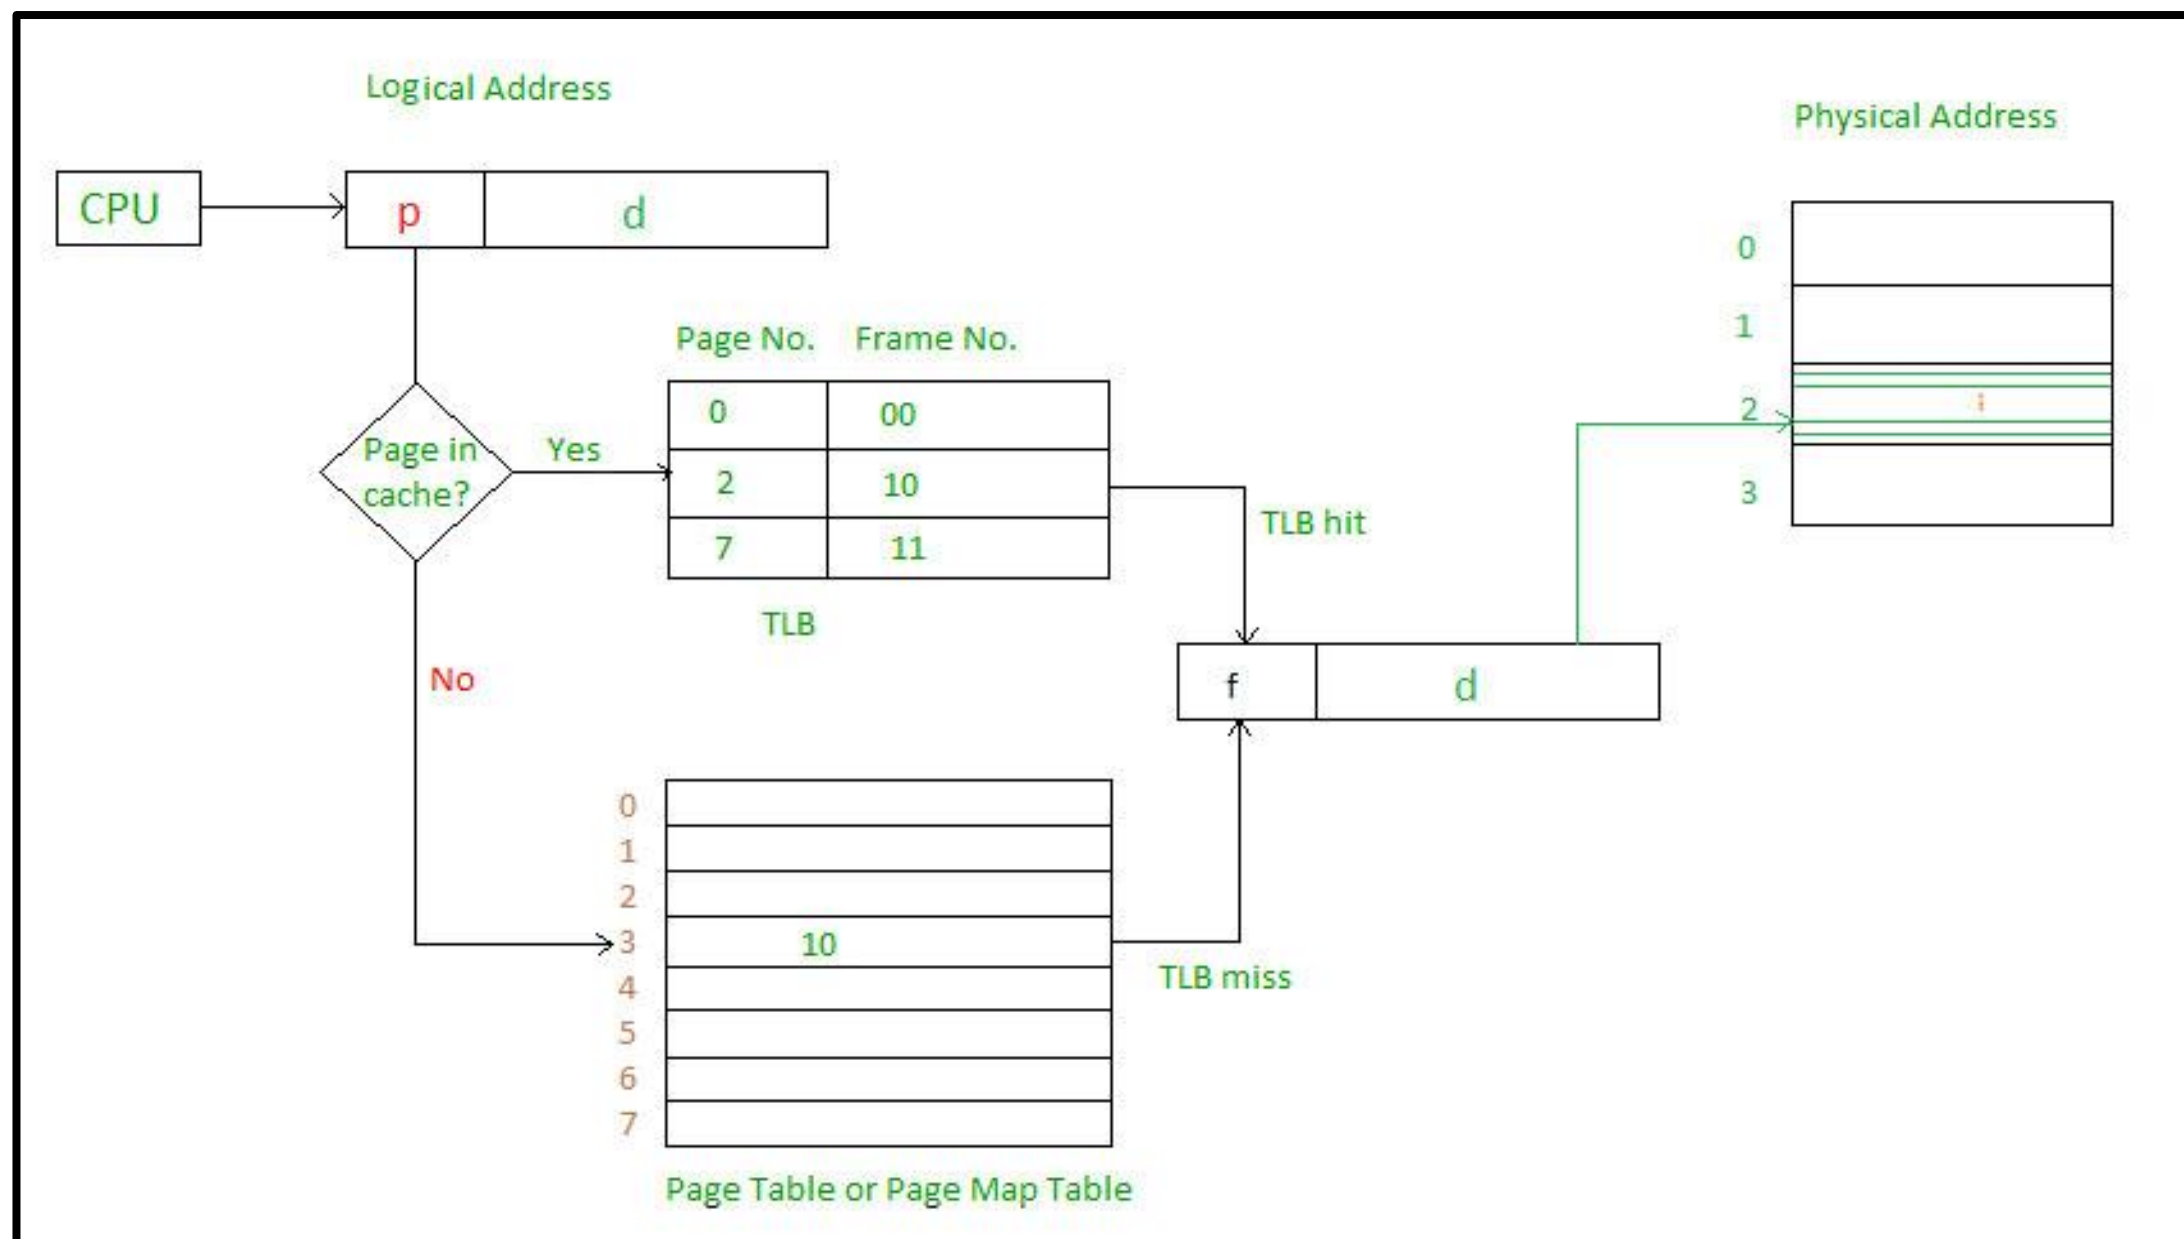 Logical Address
Physical Address
CPU
p
d
0
1
2
3
Page No.
Frame No.
0
00
2
10
7
11
Page in
cache?
Yes
TLB hit
TLB
No
f
d
0
1
2
3
10
4
5
6
7
TLB miss
Page Table or Page Map Table